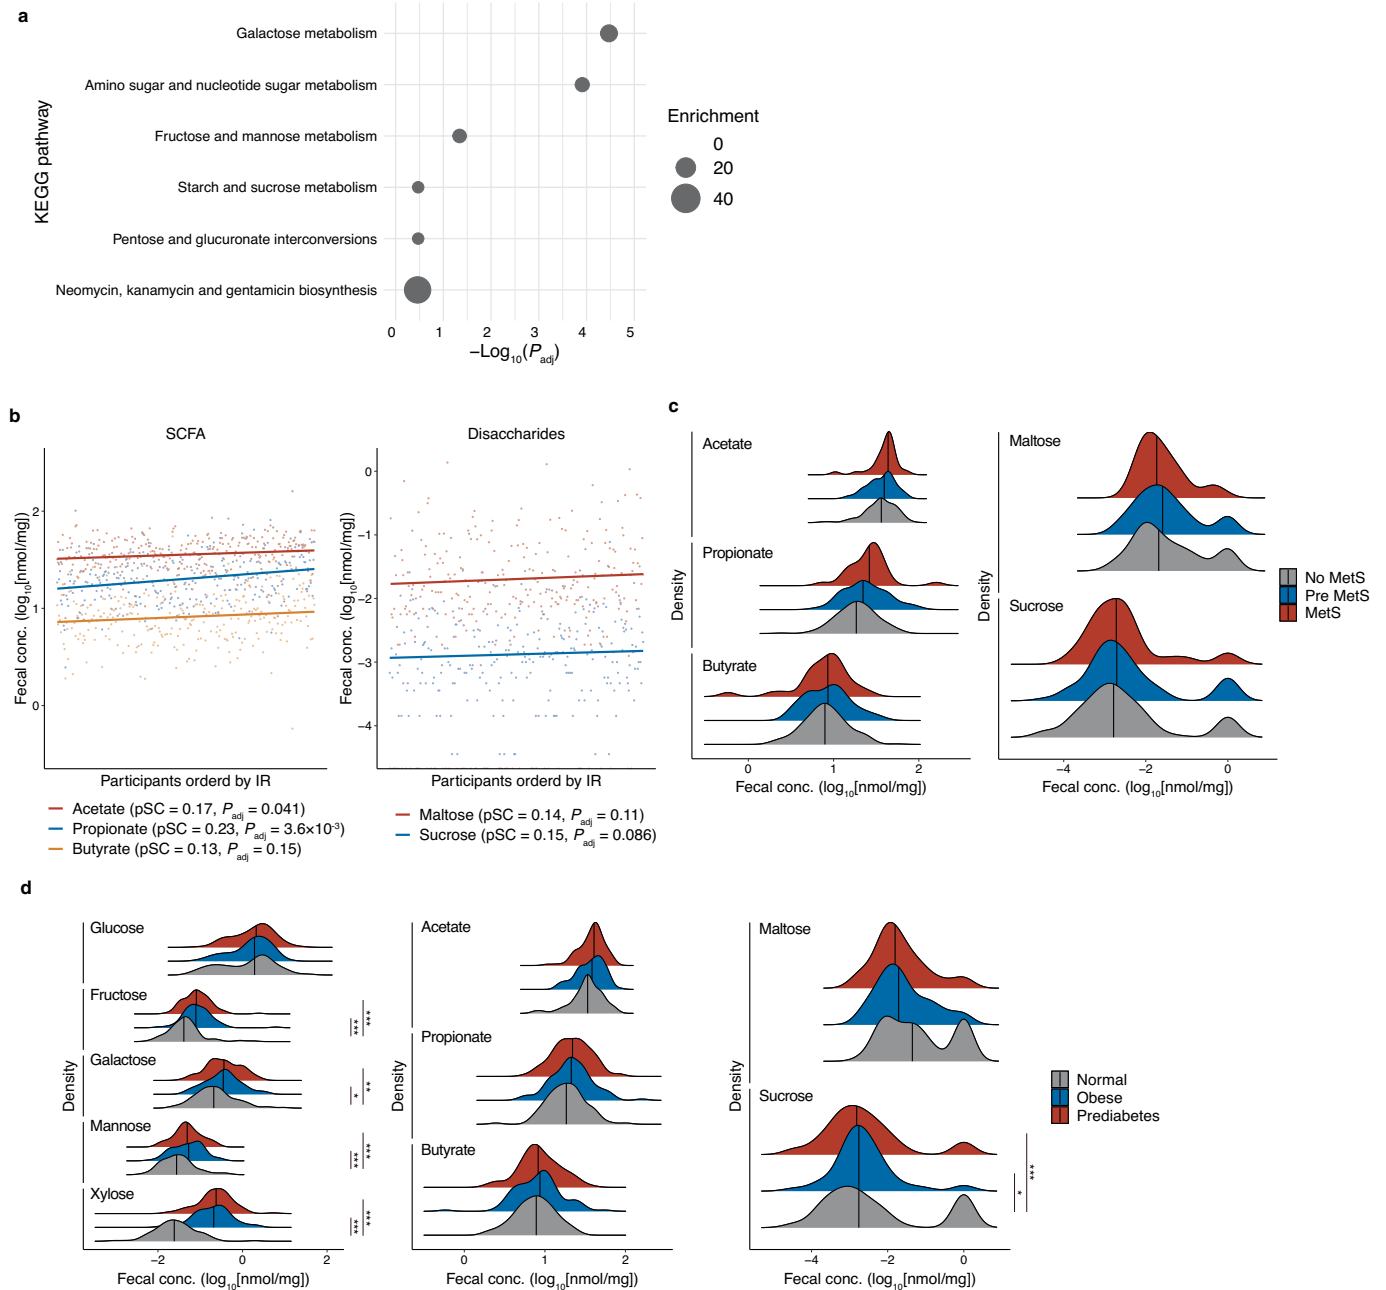 a
KEGG pathway
Galactose metabolism
Amino sugar and nucleotide sugar metabolism
Fructose and mannose metabolism
Starch and sucrose metabolism
Pentose and glucuronate interconversions
Neomycin, kanamycin and gentamicin biosynthesis
0 1 2 3 4 5
−Log10(Padj)
Enrichment
0
20
40
b
SCFA
Fecal conc. (log10[nmol/mg])
2
1
0
Participants orderd by IR
Acetate (pSC = 0.17, Padj = 0.041)
Propionate (pSC = 0.23, Padj = 3.6×10-3)
Butyrate (pSC = 0.13, Padj = 0.15)
Disaccharides
Fecal conc. (log10[nmol/mg])
0
−1
−2
−3
−4
Participants orderd by IR
Maltose (pSC = 0.14, Padj = 0.11)
Sucrose (pSC = 0.15, Padj = 0.086)
c
Density
Acetate
Propionate
Butyrate
0 1 2
Fecal conc. (log10[nmol/mg])
Density
Maltose
Sucrose
−4 −2 0
Fecal conc. (log10[nmol/mg])
No MetS
Pre MetS
MetS
d
Density
Glucose
Fructose
*** ***
Galactose
* **
Mannose
*** ***
Xylose
*** ***
−2 0 2
Fecal conc. (log10[nmol/mg])
Density
Acetate
Propionate
Butyrate
0 1 2
Fecal conc. (log10[nmol/mg])
Density
Maltose
Sucrose
* ***
−4 −2 0
Fecal conc. (log10[nmol/mg])
Normal
Obese
Prediabetes